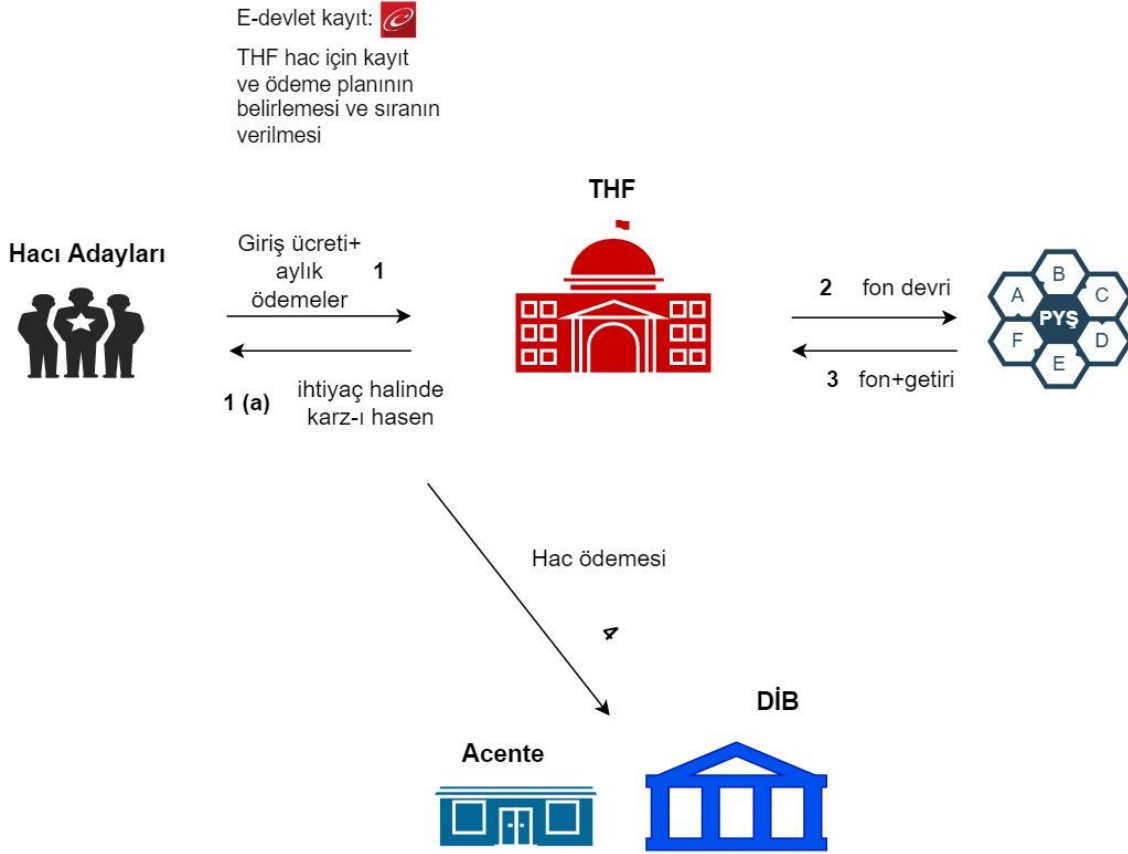 E-devlet kayıt:
THF hac için kayıt
ve ödeme planının
belirlemesi ve sıranın
verilmesi
THF
Hacı Adayları
Giriş ücreti+
aylık
ödemeler
1
1 (a)
ihtiyaç halinde
karz-ı hasen
2 fon devri
3 fon+getiri
A
B
C
D
E
F
PYŞ
Hac ödemesi
4
DİB
Acente